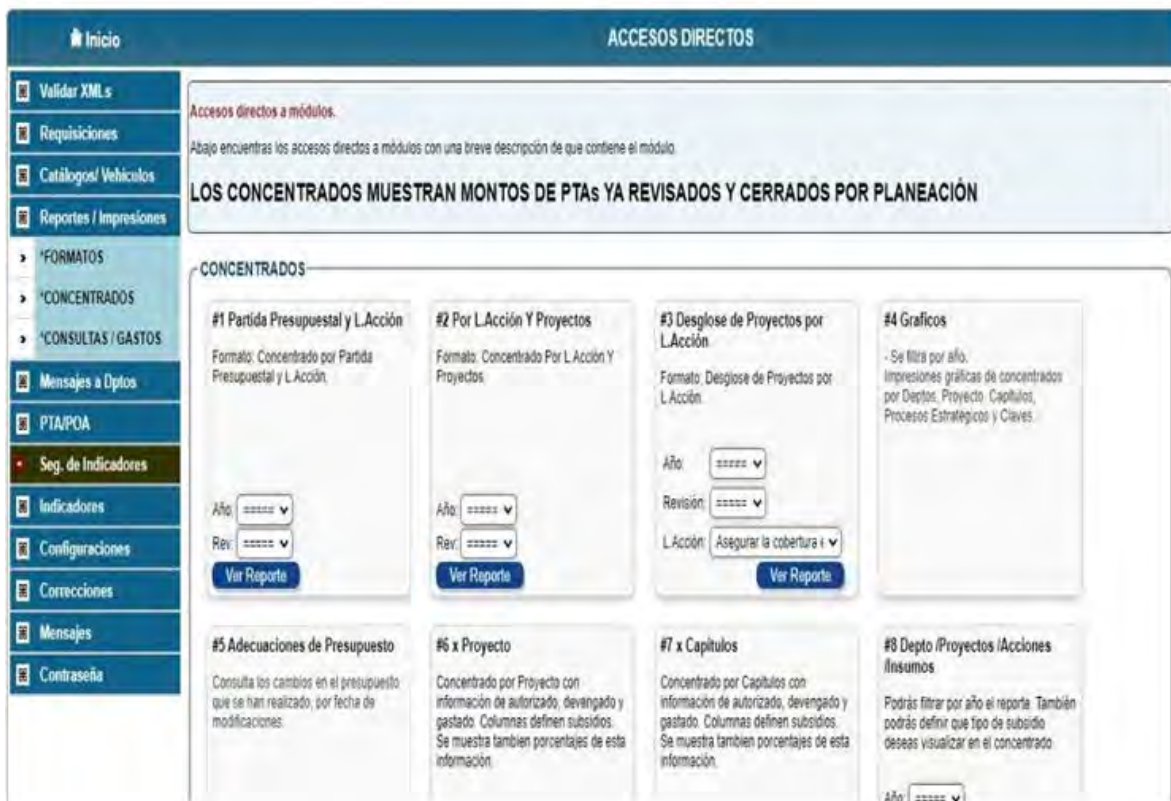 Inicio
ACCESOS DIRECTOS
Validar XMLs
Requisiciones
Catálogos/ Vehículos
Reportes / Impresiones
*FORMATOS
*CONCENTRADOS
*CONSULTAS / GASTOS
Mensajes a Dptos
PTA/POA
Seg. de Indicadores
Indicadores
Configuraciones
Correcciones
Mensajes
Contraseña
Accesos directos a módulos.
Abajo encuentras los accesos directos a módulos con una breve descripción de que contiene el módulo.
LOS CONCENTRADOS MUESTRAN MONTOS DE PTAs YA REVISADOS Y CERRADOS POR PLANEACIÓN
CONCENTRADOS
#1 Partida Presupuestal y L.Acción
Formato: Concentrado por Partida
Presupuestal y L.Acción.
Año: =====
Rev: =====
Ver Reporte
#2 Por L.Acción Y Proyectos
Formato: Concentrado Por L.Acción Y
Proyectos
Año: =====
Rev: =====
Ver Reporte
#3 Desglose de Proyectos por
L.Acción
Formato: Desglose de Proyectos por
L.Acción.
Año: =====
Revisión: =====
L.Acción: Asegurar la cobertura
Ver Reporte
#4 Graficos
- Se filtra por año.
Impresiones gráficas de concentrados
por Deptos, Proyecto, Capítulos,
Procesos Estratégicos y Claves.
#5 Adecuaciones de Presupuesto
Consulta los cambios en el presupuesto
que se han realizado, por fecha de
modificaciones.
#6 x Proyecto
Concentrado por Proyecto con
información de autorizado, devengado y
gastado. Columnas definen subsidios.
Se muestra tambien porcentajes de esta
información.
#7 x Capítulos
Concentrado por Capítulos con
información de autorizado, devengado y
gastado. Columnas definen subsidios.
Se muestra tambien porcentajes de esta
información.
#8 Depto /Proyectos /Acciones
/Insumos
Podrás filtrar por año el reporte. También
podrás definir que tipo de subsidio
deseas visualizar en el concentrado
Año: =====